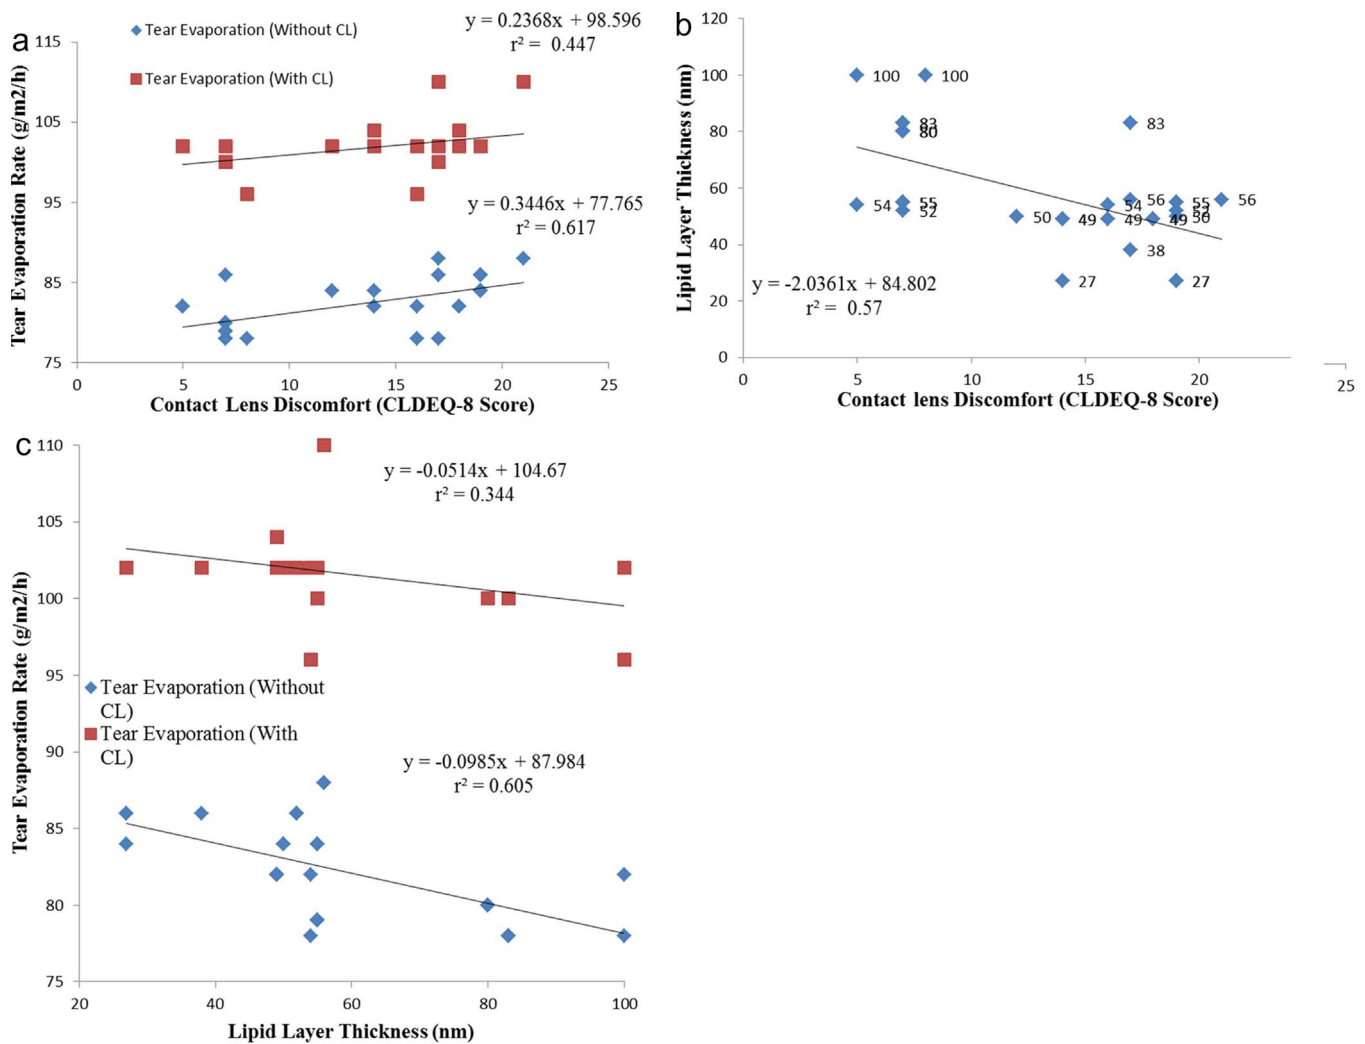 a
Tear Evaporation (Without CL)
Tear Evaporation (With CL)
y = 0.2368x + 98.596
r² = 0.447
y = 0.3446x + 77.765
r² = 0.617
Tear Evaporation Rate (g/m2/h)
115
105
95
85
75
0 5 10 15 20 25
Contact Lens Discomfort (CLDEQ-8 Score)
b
Lipid Layer Thickness (nm)
120
100
80
60
40
20
0
100 100
83 83
80
54 55 50 54 56 55 56
52 49 49 49 52
50
38
27 27
y = -2.0361x + 84.802
r² = 0.57
0 5 10 15 20 25
Contact lens Discomfort (CLDEQ-8 Score)
c
Tear Evaporation Rate (g/m2/h)
110
105
100
95
90
85
80
75
y = -0.0514x + 104.67
r² = 0.344
Tear Evaporation (Without
CL)
Tear Evaporation (With
CL)
y = -0.0985x + 87.984
r² = 0.605
20 40 60 80 100
Lipid Layer Thickness (nm)